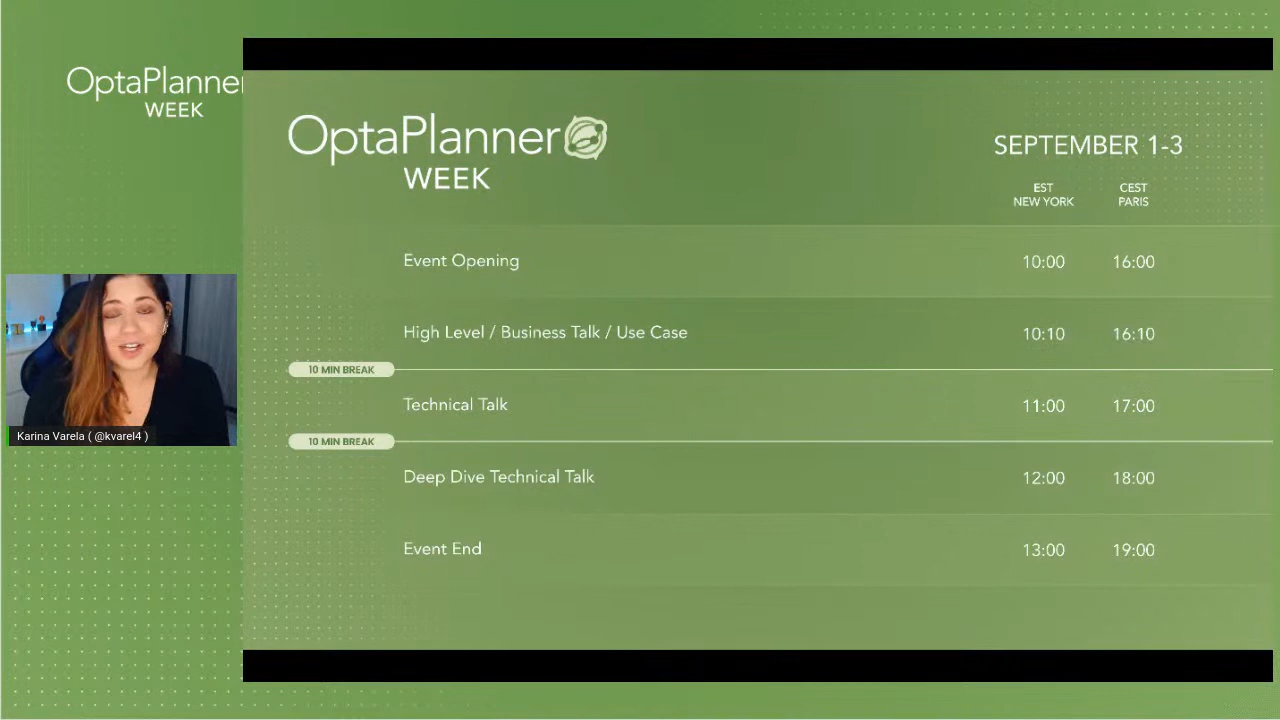 OptaPlanner
WEEK
OptaPlanner
WEEK
SEPTEMBER 1-3
EST
NEW YORK
CEST
PARIS
Event Opening 10:00 16:00
High Level / Business Talk / Use Case 10:10 16:10
10 MIN BREAK
Technical Talk 11:00 17:00
10 MIN BREAK
Deep Dive Technical Talk 12:00 18:00
Event End 13:00 19:00
Karina Varela ( @kvarel4 )